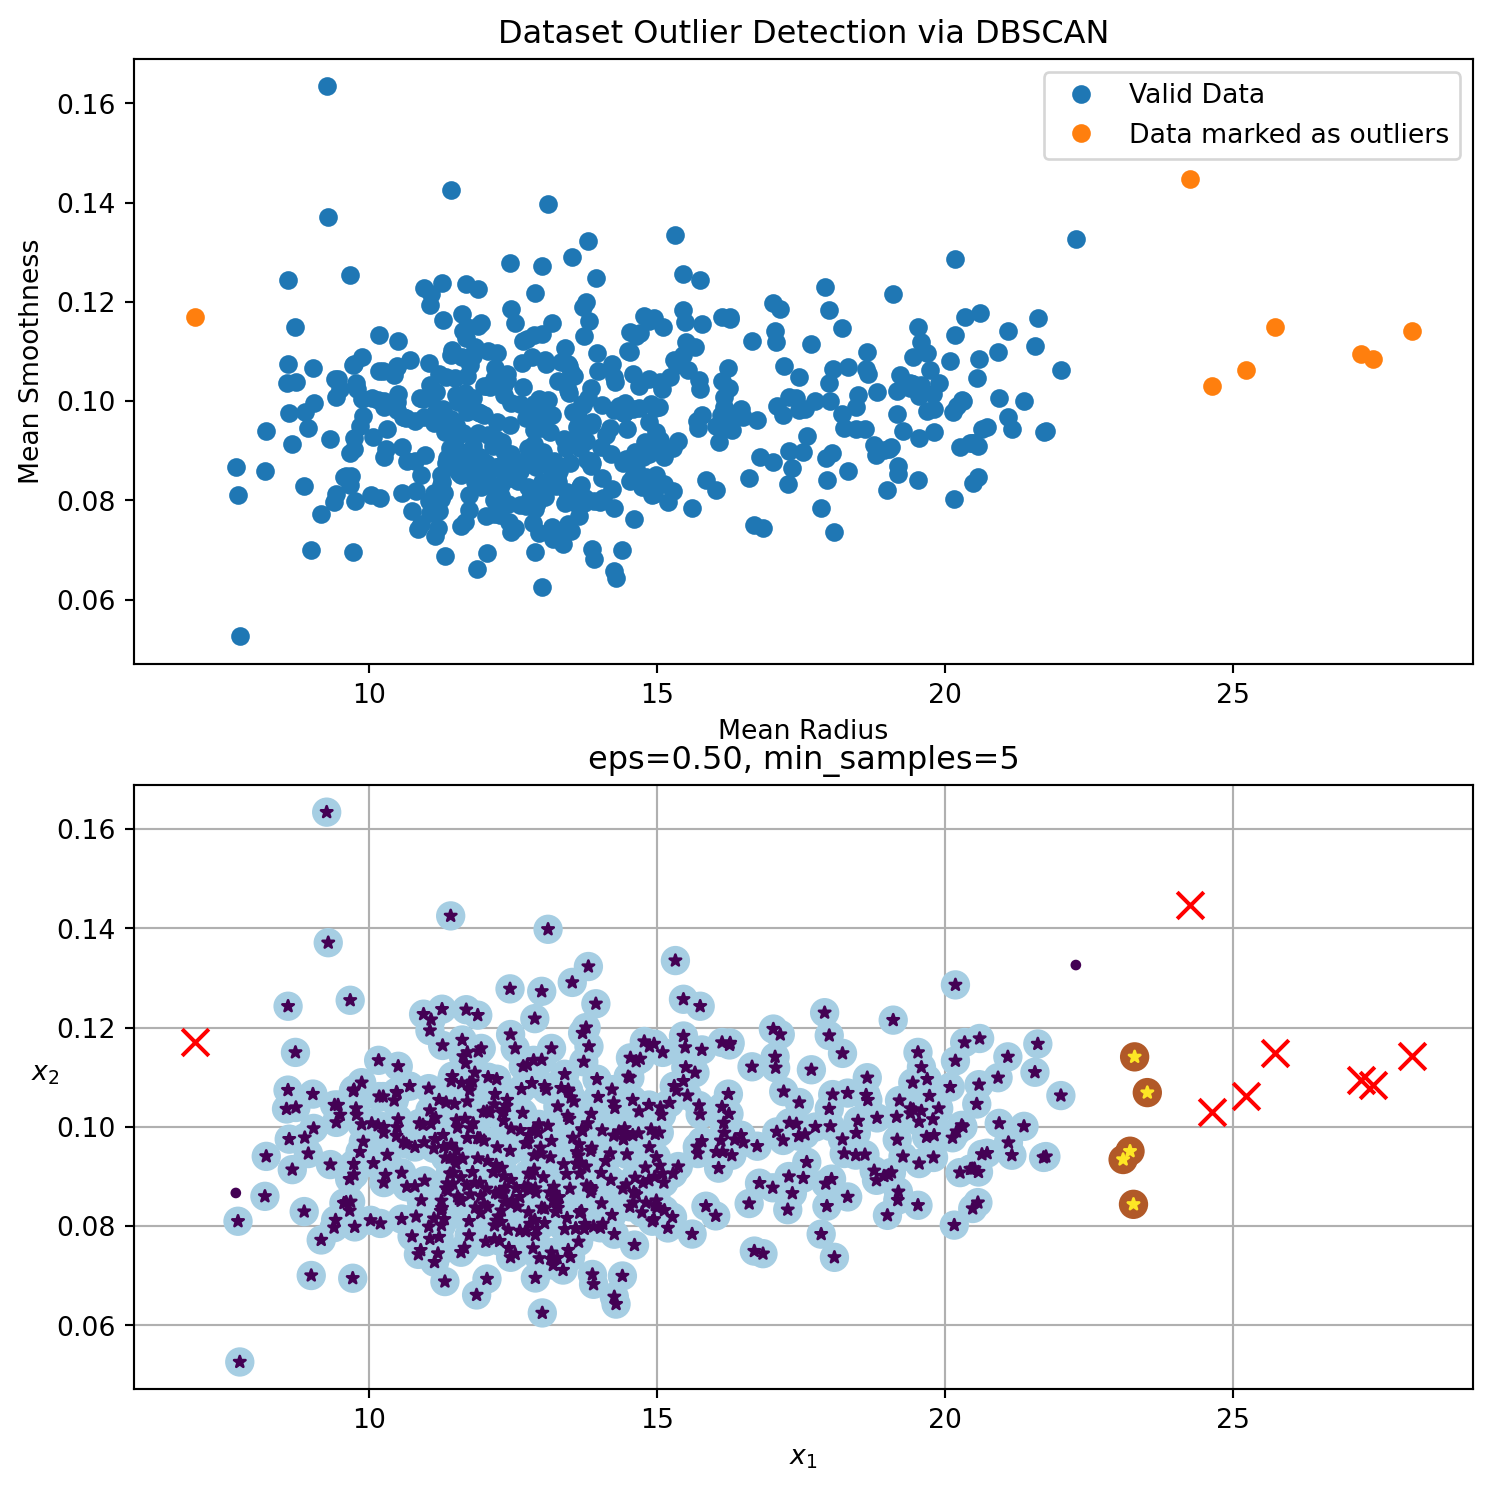 Dataset Outlier Detection via DBSCAN
Valid Data
Data marked as outliers
Mean Smoothness
0.16
0.14
0.12
0.10
0.08
0.06
10 15 20 25
Mean Radius
eps=0.50, min_samples=5
x₂
0.16
0.14
0.12
0.10
0.08
0.06
10 15 20 25
x₁